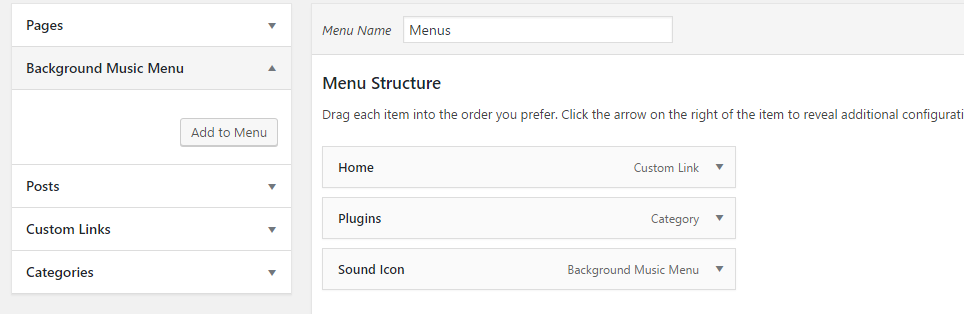 Pages
Background Music Menu
Add to Menu
Posts
Custom Links
Categories
Menu Name Menus
Menu Structure
Drag each item into the order you prefer. Click the arrow on the right of the item to reveal additional
Home Custom Link
Plugins Category
Sound Icon Background Music Menu